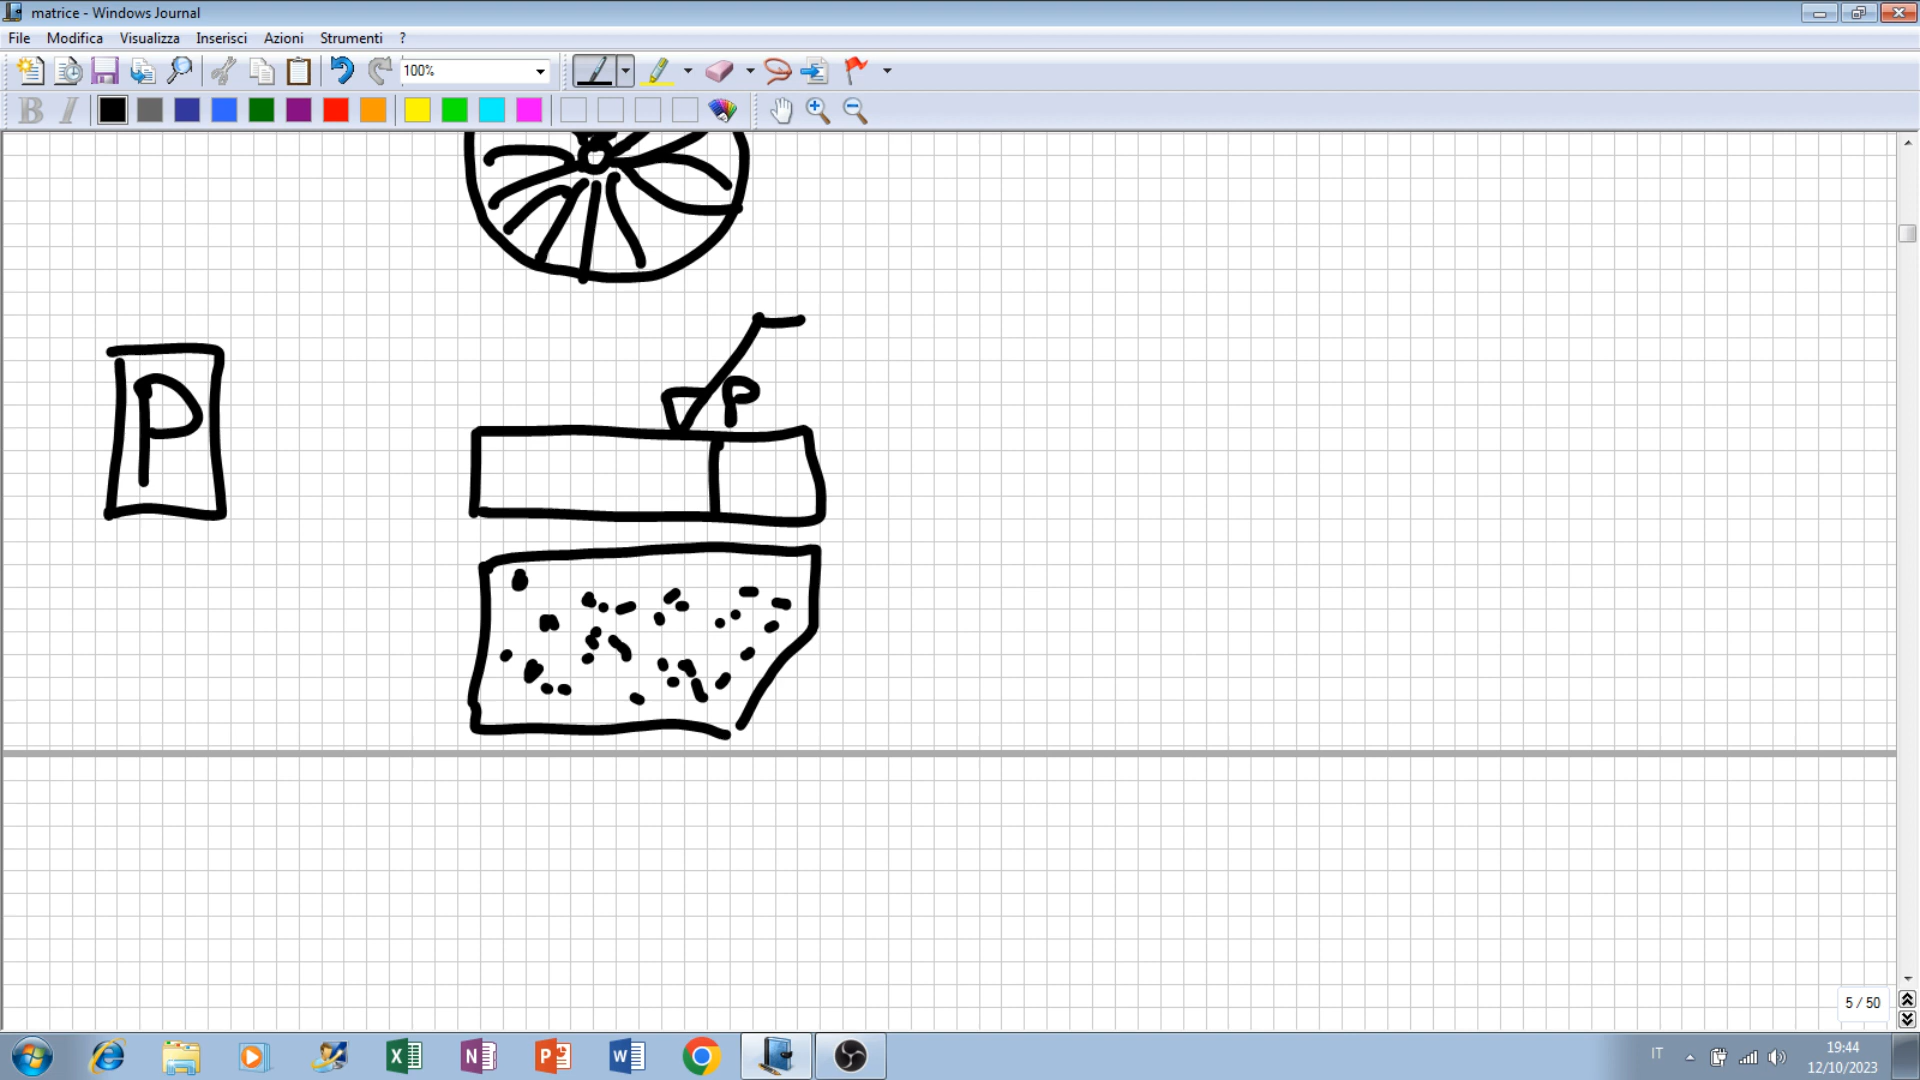 matrice - Windows Journal
File Modifica Visualizza Inserisci Azioni Strumenti ?
100%
B I
P
P
5 / 50
IT 19:44
12/10/2023